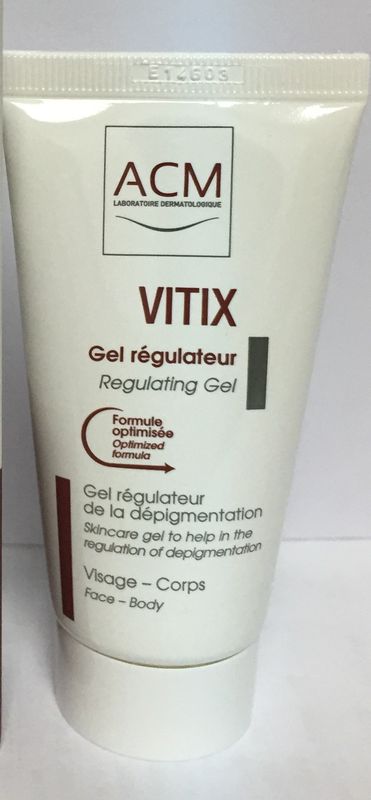 E14603
ACM
LABORATOIRE DERMATOLOGIQUE
VITIX
Gel régulateur
Regulating Gel
Formule
optimisée
Optimized
formula
Gel régulateur
de la dépigmentation
Skincare gel to help in the
regulation of depigmentation
Visage – Corps
Face – Body